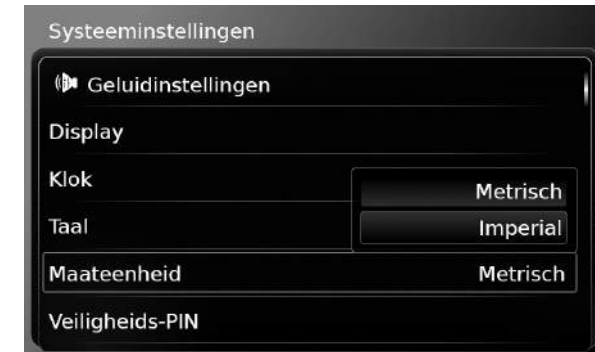 Systeeminstellingen
Geluidinstellingen
Display
Klok
Metrisch
Taal
Imperial
Maateenheid Metrisch
Veiligheids-PIN